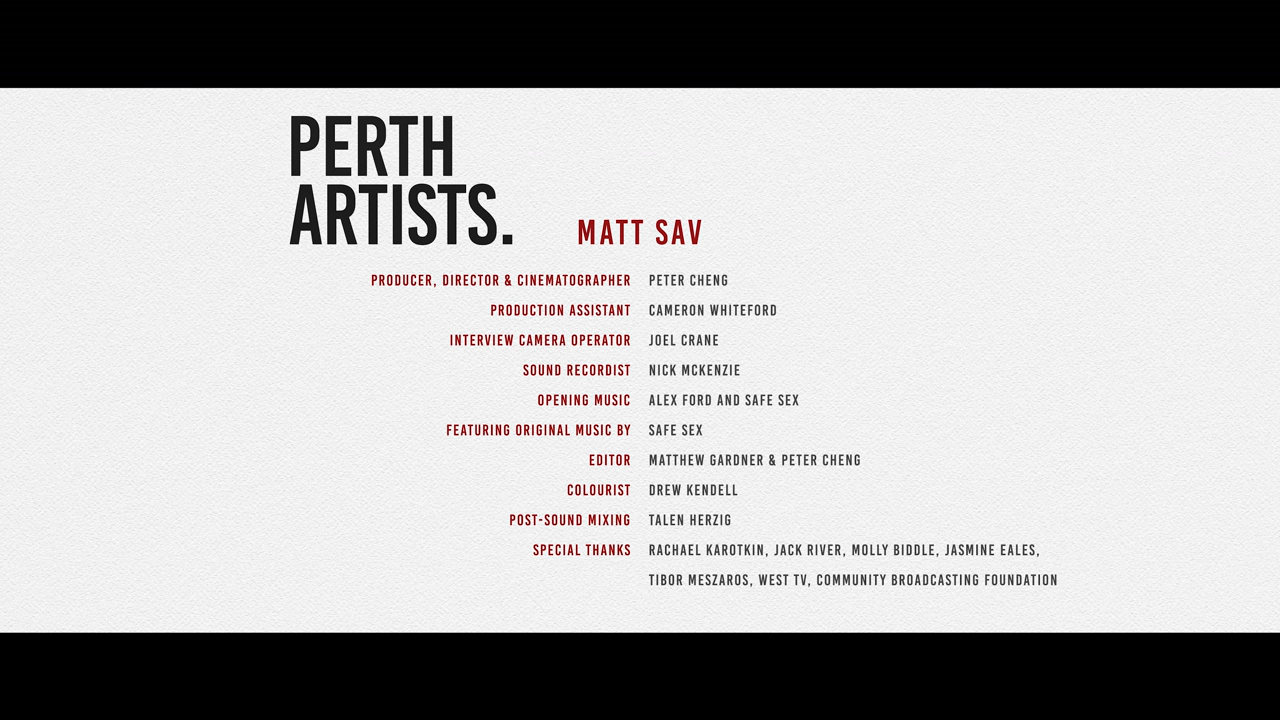 PERTH
ARTISTS.
MATT SAV
PRODUCER, DIRECTOR & CINEMATOGRAPHER PETER CHENG
PRODUCTION ASSISTANT CAMERON WHITEFORD
INTERVIEW CAMERA OPERATOR JOEL CRANE
SOUND RECORDIST NICK MCKENZIE
OPENING MUSIC ALEX FORD AND SAFE SEX
FEATURING ORIGINAL MUSIC BY SAFE SEX
EDITOR MATTHEW GARDNER & PETER CHENG
COLOURIST DREW KENDELL
POST-SOUND MIXING TALEN HERZIG
SPECIAL THANKS RACHAEL KAROTKIN, JACK RIVER, MOLLY BIDDLE, JASMINE EALES,
TIBOR MESZAROS, WEST TV, COMMUNITY BROADCASTING FOUNDATION